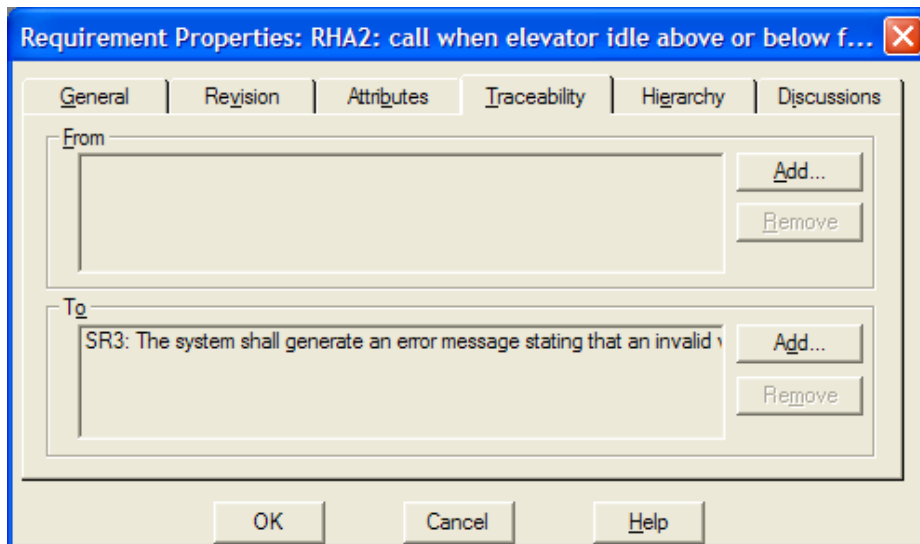 Requirement Properties: RHA2: call when elevator idle above or below f...
General Revision Attributes Traceability Hierarchy Discussions
From
Add...
Remove
To
SR3: The system shall generate an error message stating that an invalid
Add...
Remove
OK Cancel Help